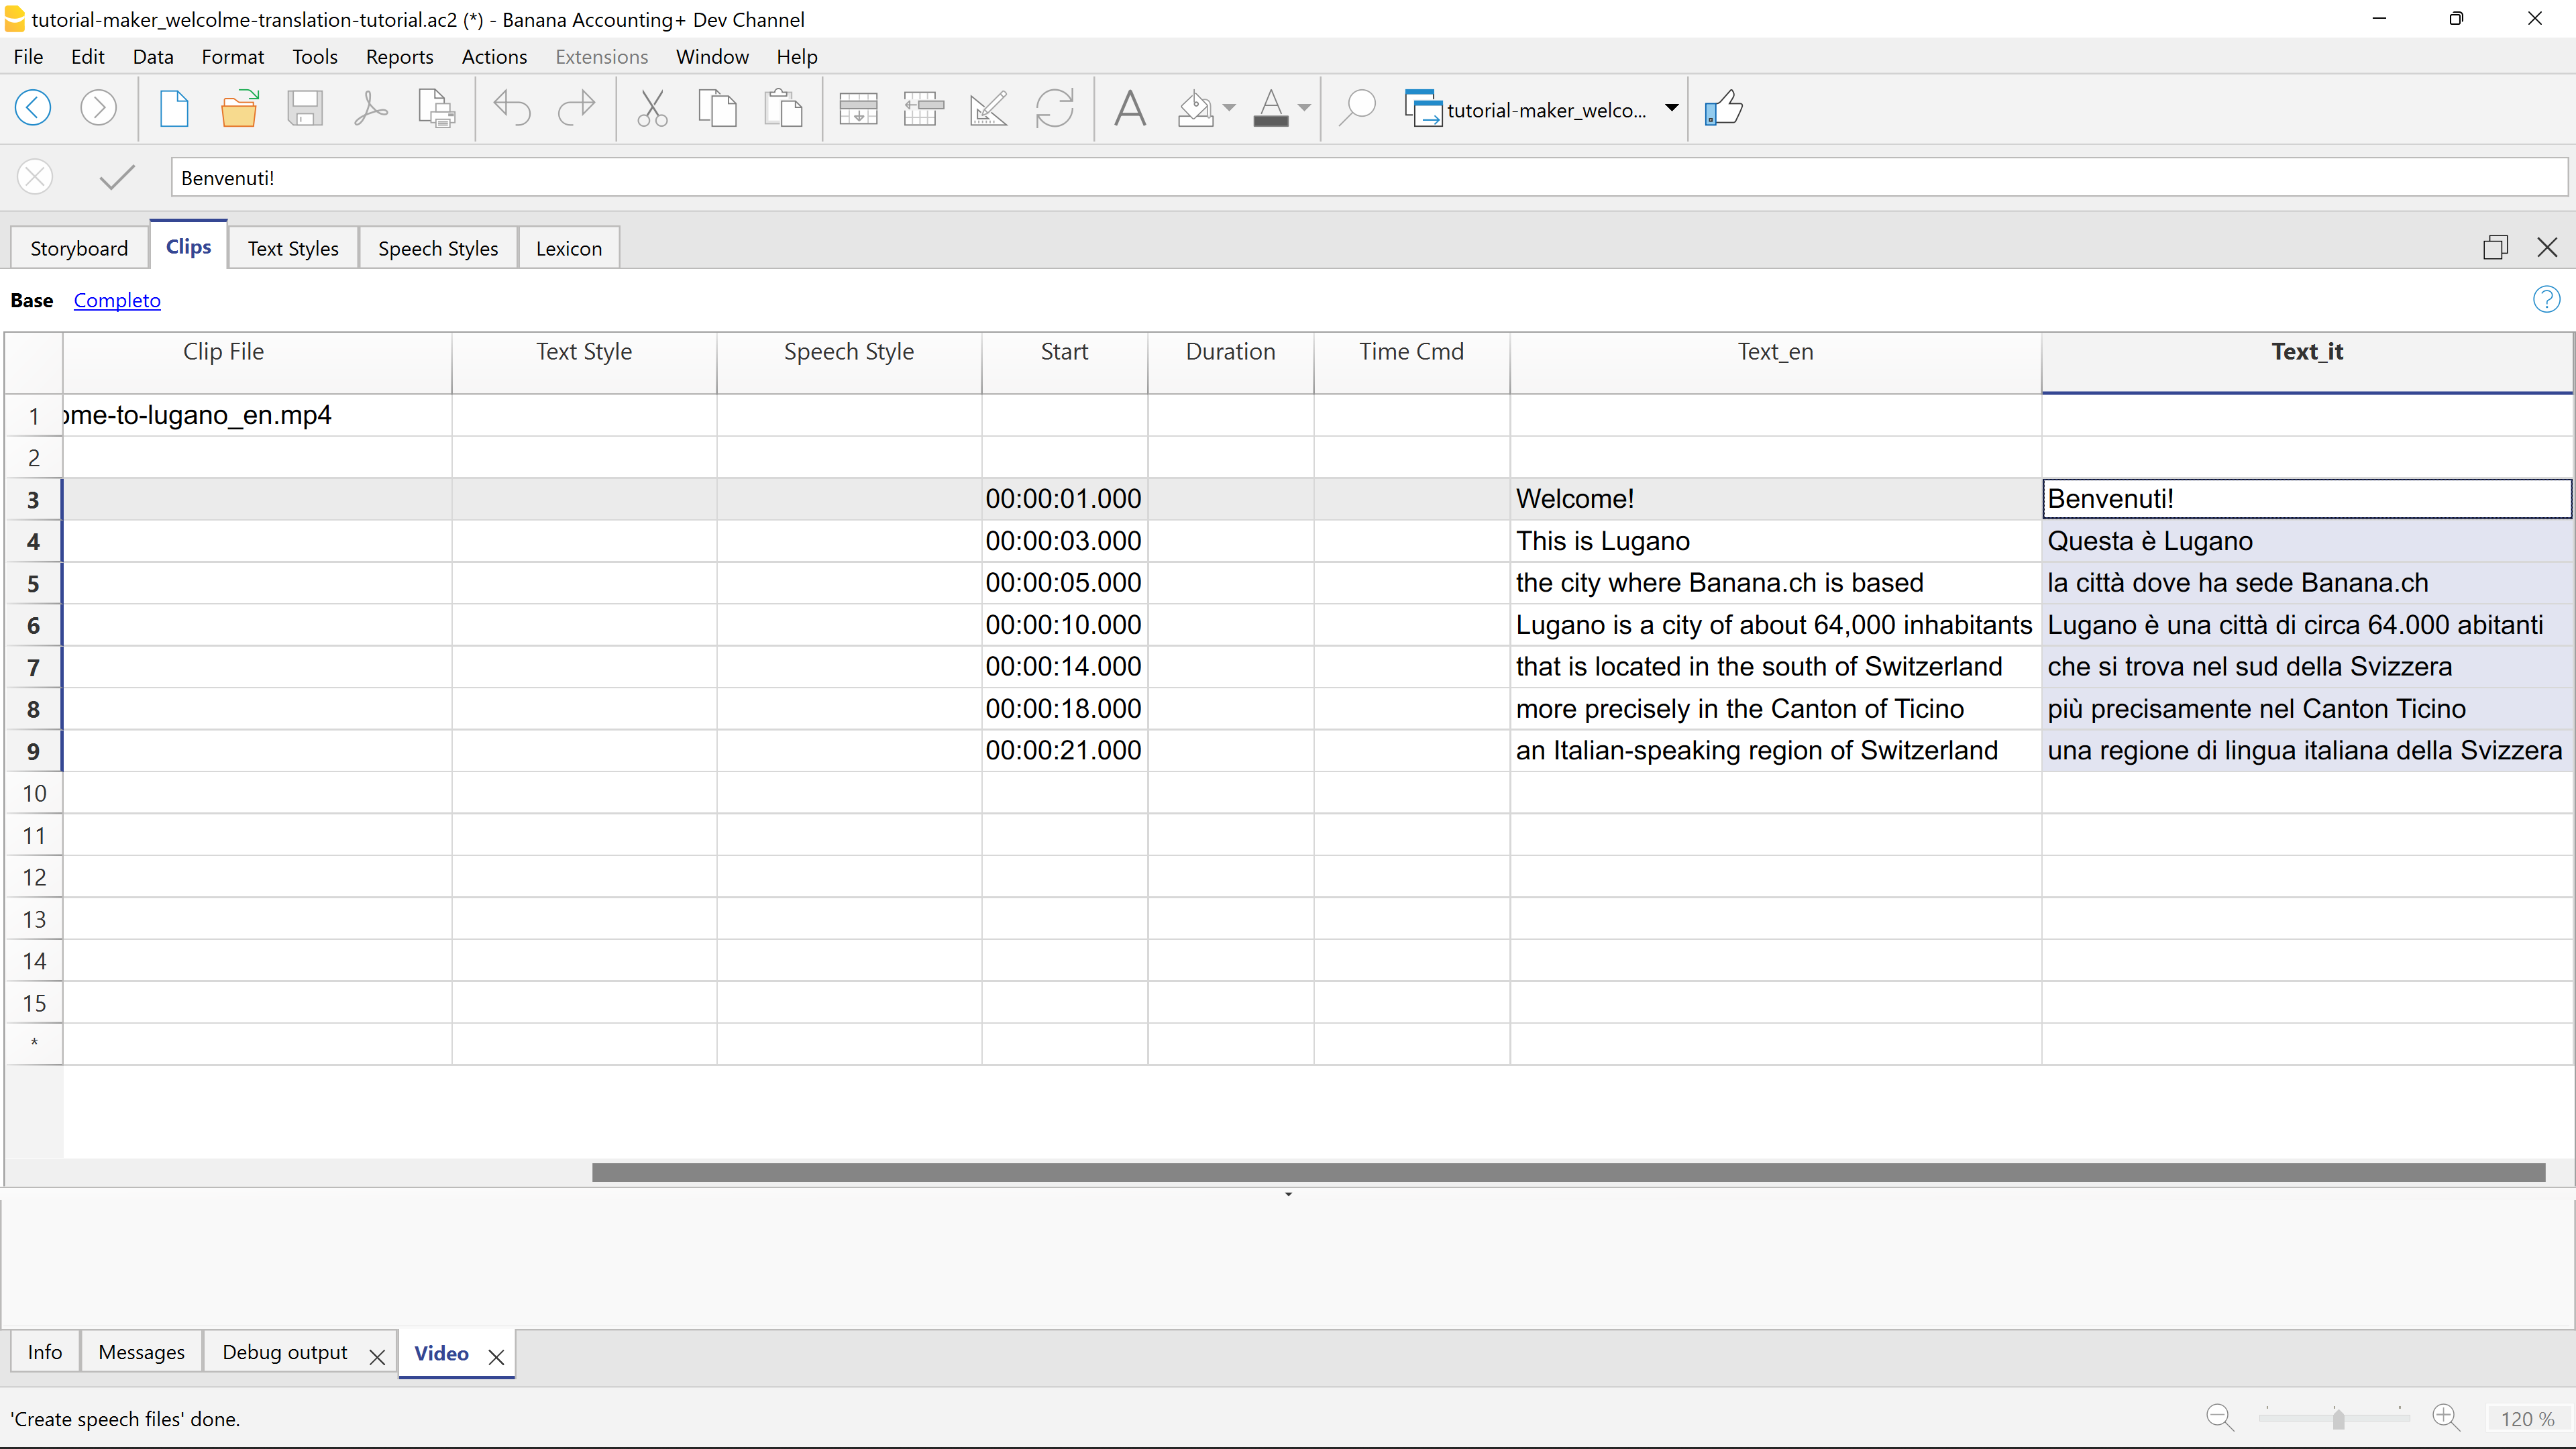 tutorial-maker_welcolme-translation-tutorial.ac2 (*) - Banana Accounting+ Dev Channel
File Edit Data Format Tools Reports Actions Extensions Window Help
tutorial-maker_welco...
Benvenuti!
Storyboard Clips Text Styles Speech Styles Lexicon
Base Completo
Clip File Text Style Speech Style Start Duration Time Cmd Text_en Text_it
1 ome-to-lugano_en.mp4
2
3 00:00:01.000 Welcome! Benvenuti!
4 00:00:03.000 This is Lugano Questa è Lugano
5 00:00:05.000 the city where Banana.ch is based la città dove ha sede Banana.ch
6 00:00:10.000 Lugano is a city of about 64,000 inhabitants Lugano è una città di circa 64.000 abitanti
7 00:00:14.000 that is located in the south of Switzerland che si trova nel sud della Svizzera
8 00:00:18.000 more precisely in the Canton of Ticino più precisamente nel Canton Ticino
9 00:00:21.000 an Italian-speaking region of Switzerland una regione di lingua italiana della Svizzera
10
11
12
13
14
15
*
Info Messages Debug output Video
'Create speech files' done.
120 %